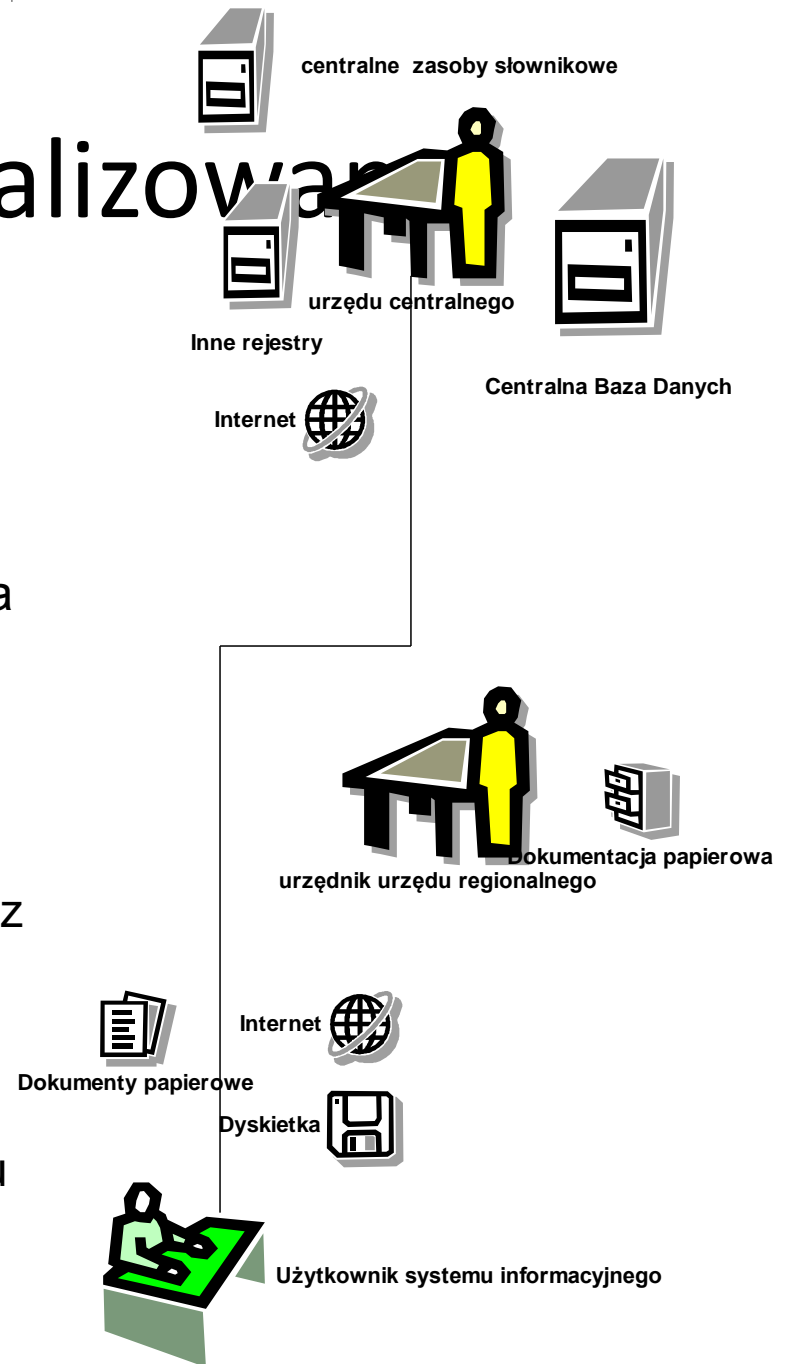 centralne zasoby słownikowe
alizowan
urzędu centralnego
Inne rejestry
Centralna Baza Danych
Internet
a
Dokumentacja papierowa
urzędnik urzędu regionalnego
z
Internet
Dokumenty papierowe
Dyskietka
u
Użytkownik systemu informacyjnego